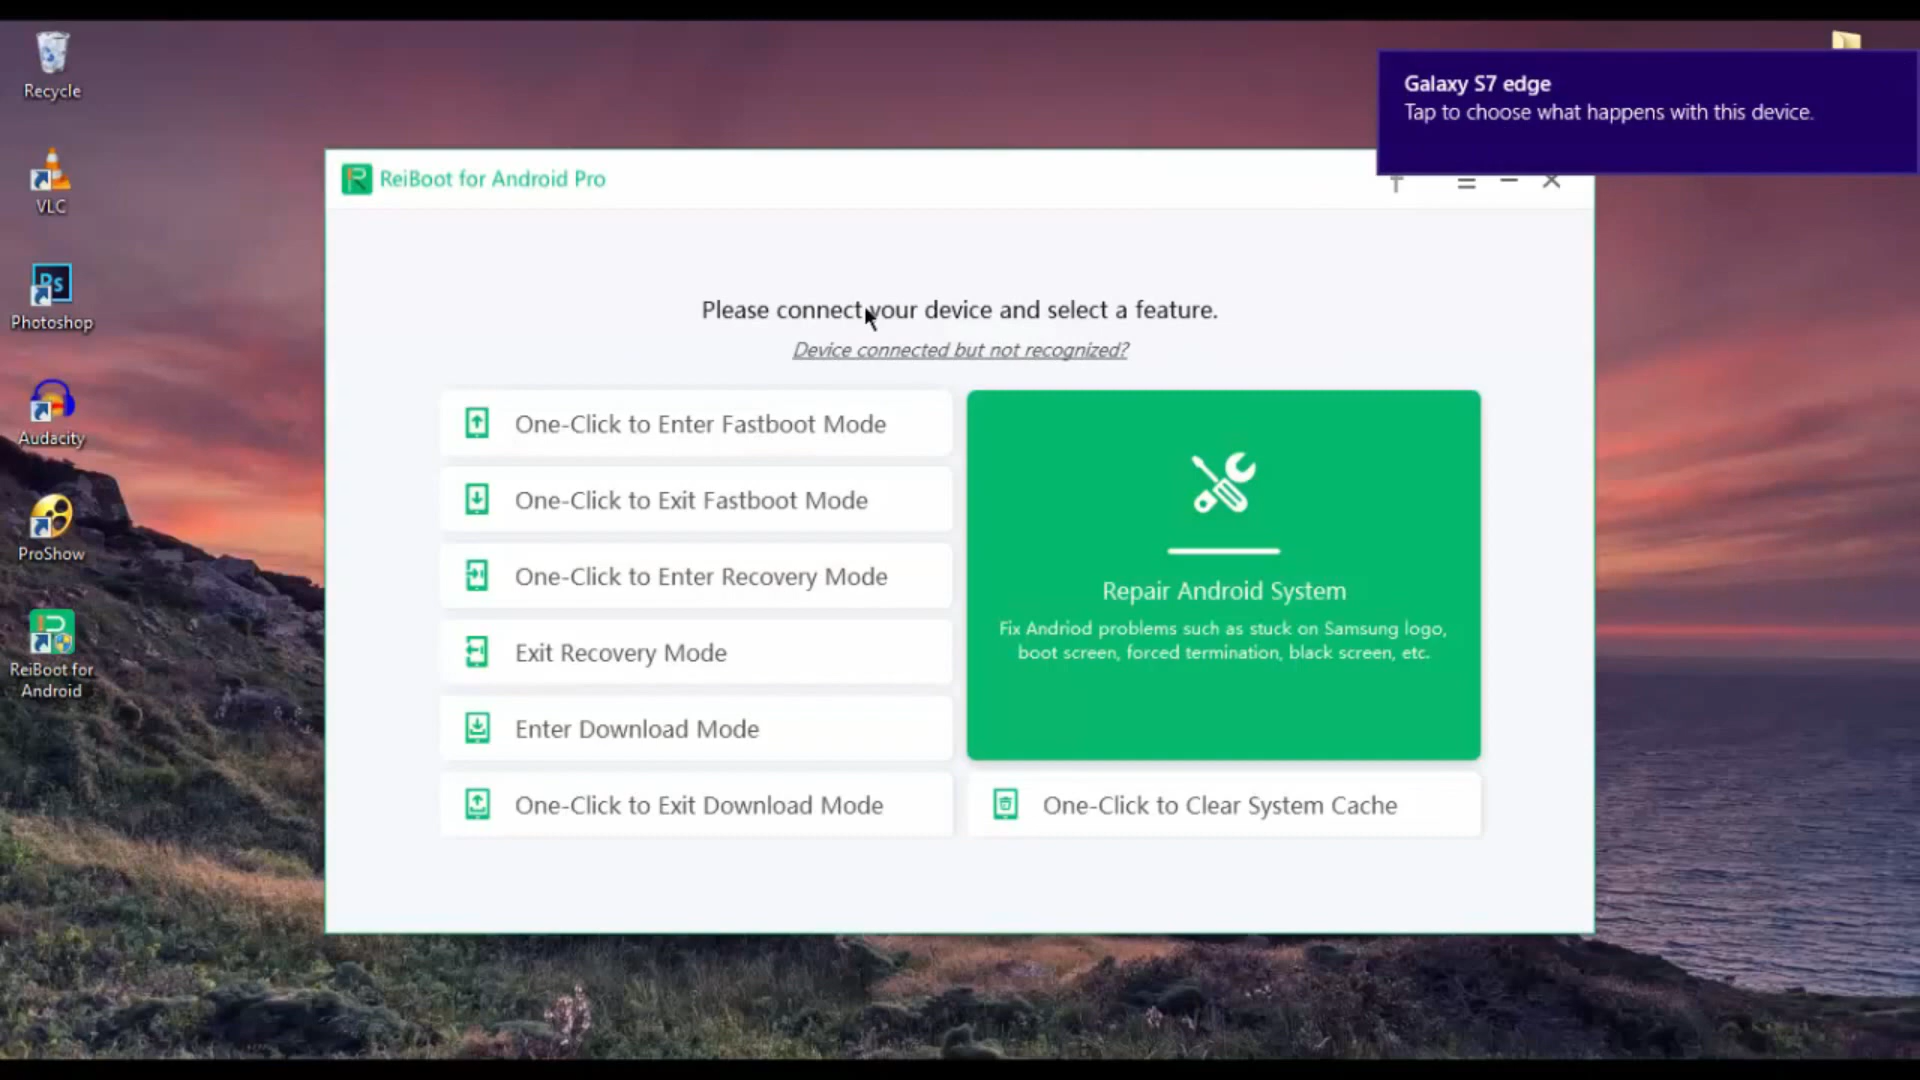 Recycle
VLC
Ps
Photoshop
Audacity
ProShow
ReiBoot for
Android
Galaxy S7 edge
Tap to choose what happens with this device.
ReiBoot for Android Pro
Please connect your device and select a feature.
Device connected but not recognized?
One-Click to Enter Fastboot Mode
One-Click to Exit Fastboot Mode
One-Click to Enter Recovery Mode
Exit Recovery Mode
Enter Download Mode
One-Click to Exit Download Mode
Repair Android System
Fix Andriod problems such as stuck on Samsung logo,
boot screen, forced termination, black screen, etc.
One-Click to Clear System Cache